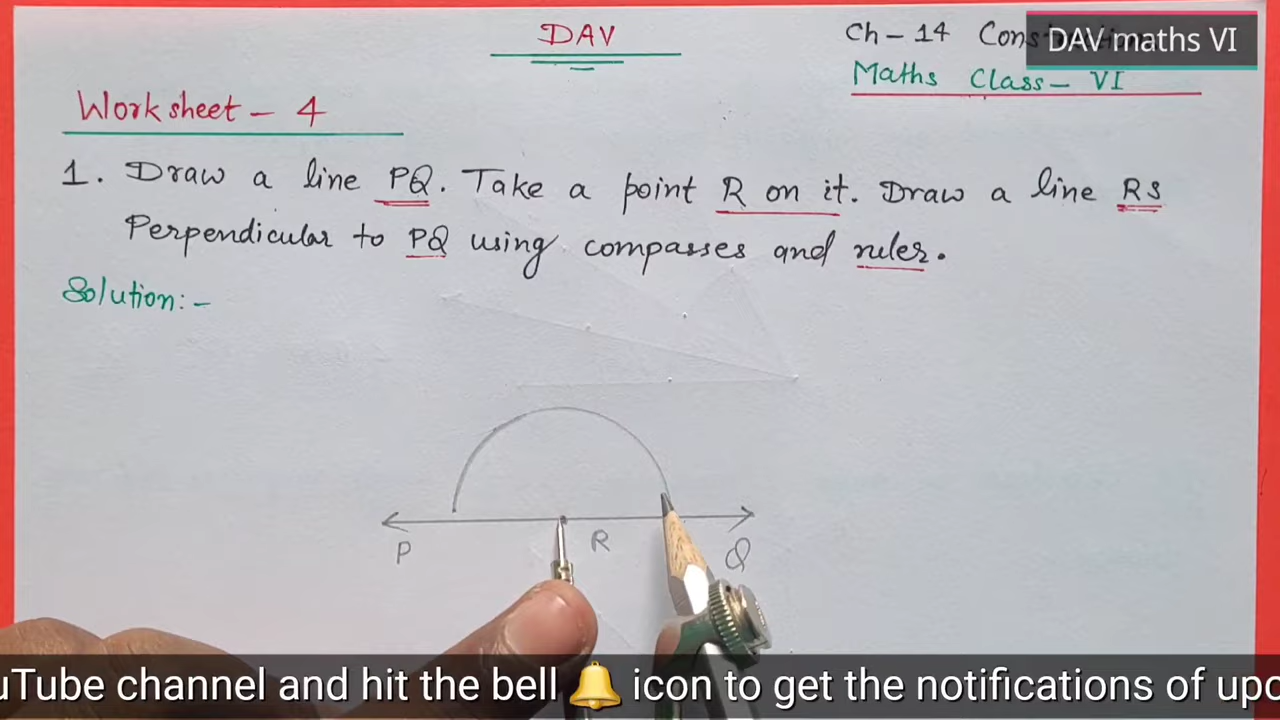 DAV
Ch-14 Cons
DAV maths VI
Maths Class- VI
Worksheet - 4
1. Draw a line PQ. Take a point R on it. Draw a line RS
Perpendicular to PQ using compasses and ruler.
Solution:-
P R Q
uTube channel and hit the bell 🔔 icon to get the notifications of upc